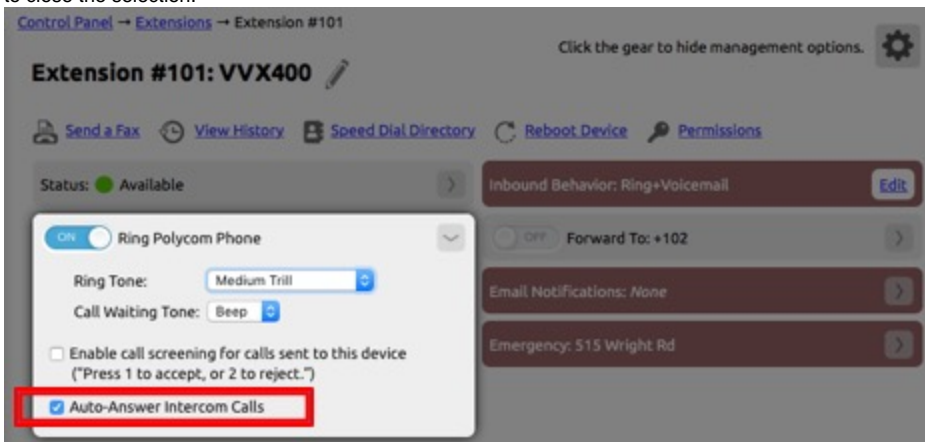 to close the selection.
Control Panel → Extensions → Extension #101
Click the gear to hide management options.
Extension #101: VVX400
Send a Fax View History Speed Dial Directory Reboot Device Permissions
Status: Available
Inbound Behavior: Ring+Voicemail Edit
ON Ring Polycom Phone
OFF Forward To: +102
Ring Tone: Medium Trill
Call Waiting Tone: Beep
Email Notifications: None
Enable call screening for calls sent to this device
("Press 1 to accept, or 2 to reject.")
Emergency: 515 Wright Rd
Auto-Answer Intercom Calls